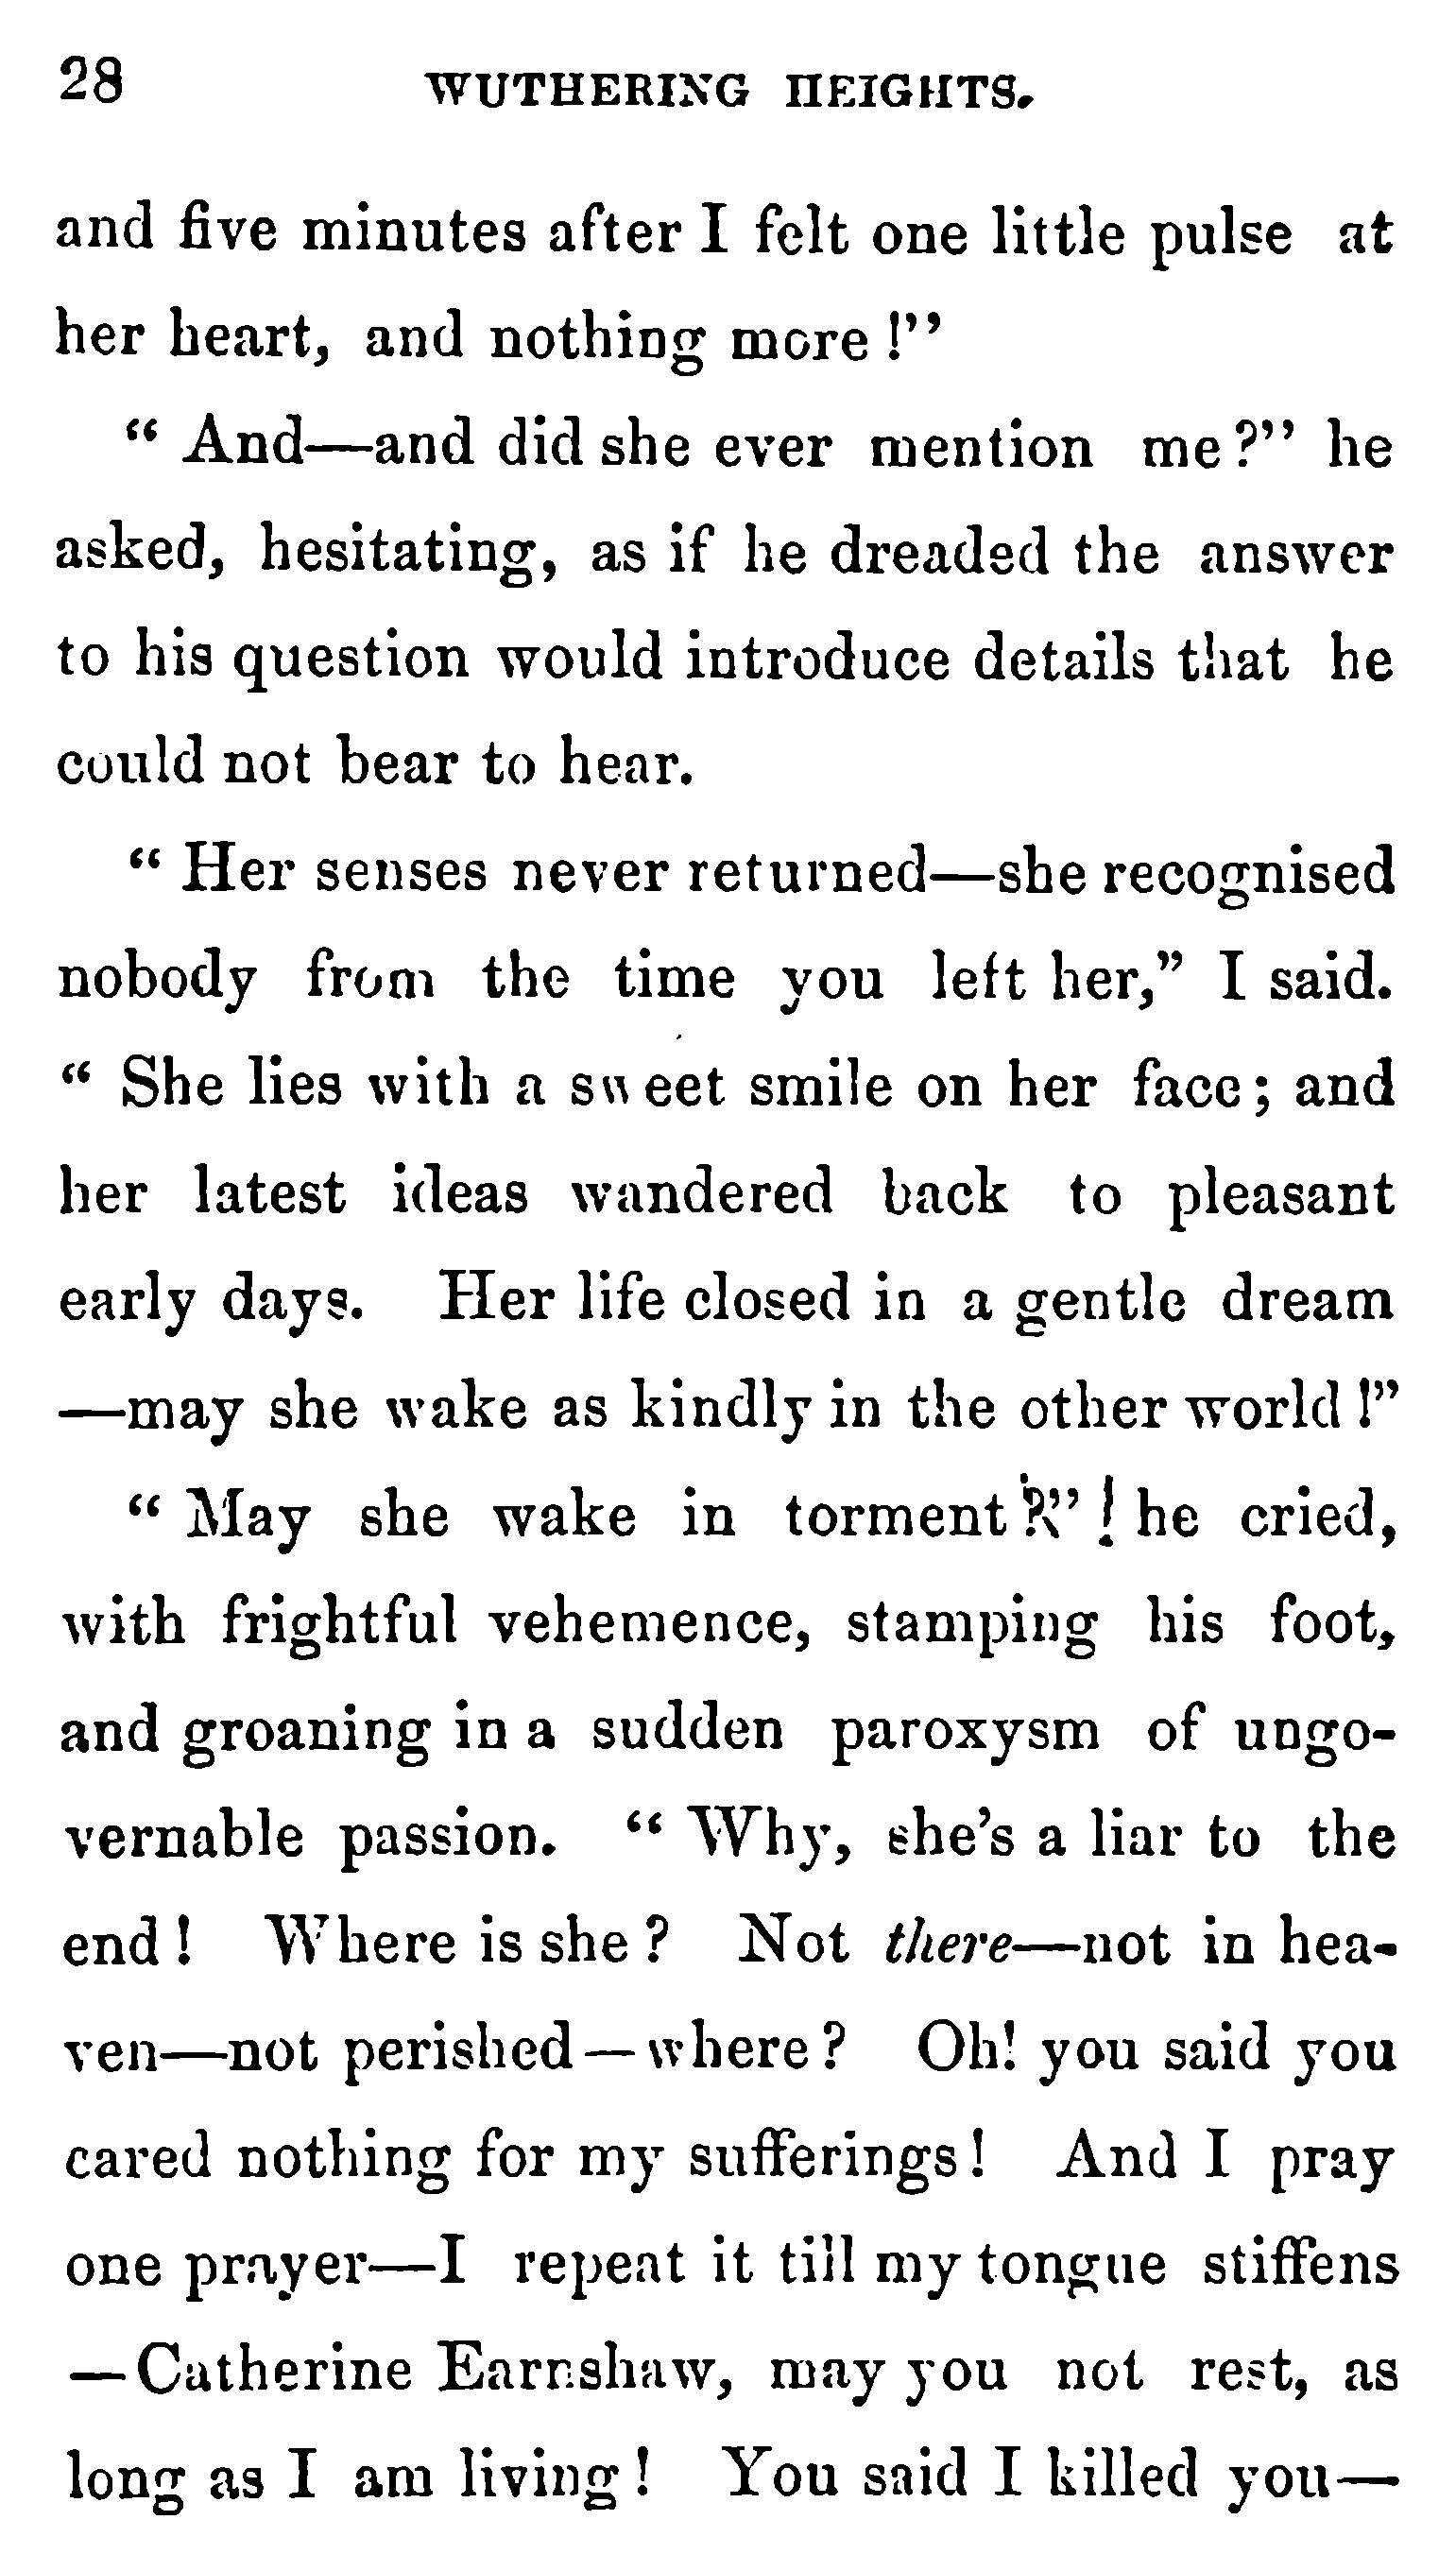 28 WUTHERING HEIGHTS.
and five minutes after I felt one little pulse at
her heart, and nothing more!''
“ And—and did she ever mention me?'' he
asked, hesitating, as if he dreaded the answer
to his question would introduce details that he
could not bear to hear.
“ Her senses never returned—she recognised
nobody from the time you left her,” I said.
“ She lies with a sweet smile on her face; and
her latest ideas wandered back to pleasant
early days. Her life closed in a gentle dream
—may she wake as kindly in the other world!”
“ May she wake in torment?'' ! he cried,
with frightful vehemence, stamping his foot,
and groaning in a sudden paroxysm of ungo-
vernable passion. “ Why, she's a liar to the
end! Where is she? Not there—not in hea-
ven—not perished—where? Oh! you said you
cared nothing for my sufferings! And I pray
one prayer—I repeat it till my tongue stiffens
—Catherine Earnshaw, may you not rest, as
long as I am living! You said I killed you—